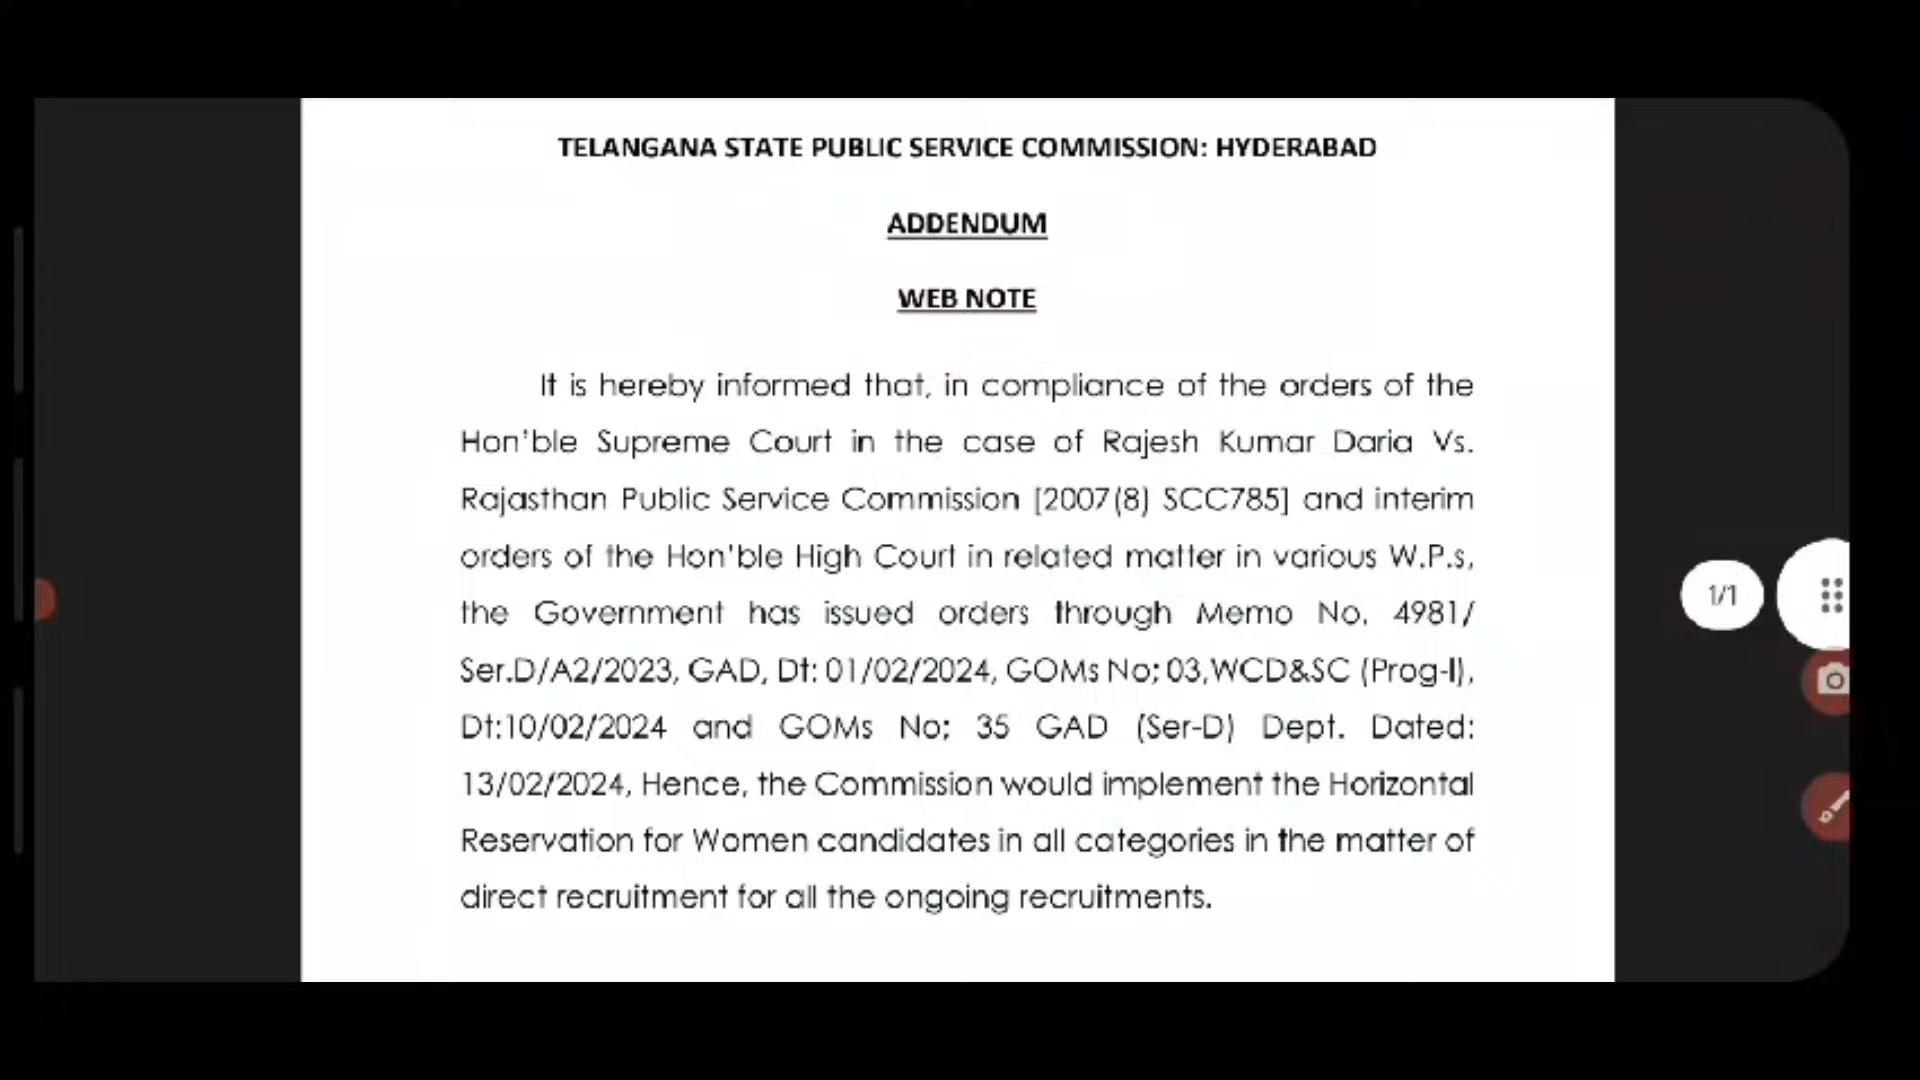 TELANGANA STATE PUBLIC SERVICE COMMISSION: HYDERABAD
ADDENDUM
WEB NOTE
It is hereby informed that, in compliance of the orders of the
Hon'ble Supreme Court in the case of Rajesh Kumar Daria Vs.
Rajasthan Public Service Commission [2007(8) SCC785] and interim
orders of the Hon'ble High Court in related matter in various W.P.s,
the Government has issued orders through Memo No. 4981/
Ser.D/A2/2023, GAD, Dt: 01/02/2024, GOMs No; 03,WCD&SC (Prog-I),
Dt:10/02/2024 and GOMs No; 35 GAD (Ser-D) Dept. Dated:
13/02/2024, Hence, the Commission would implement the Horizontal
Reservation for Women candidates in all categories in the matter of
direct recruitment for all the ongoing recruitments.
1/1